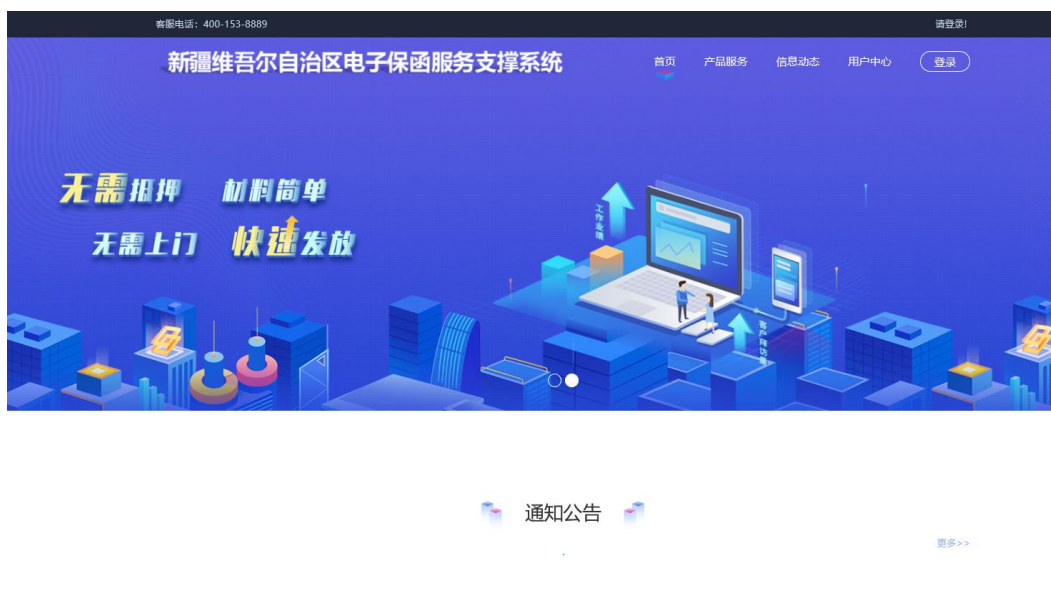 客服电话：400-153-8889
请登录!
新疆维吾尔自治区电子保函服务支撑系统
首页 产品服务 信息动态 用户中心 登录
无需抵押 材料简单
无需上门 快速发放
工作业绩
客户拜访量
通知公告
更多>>